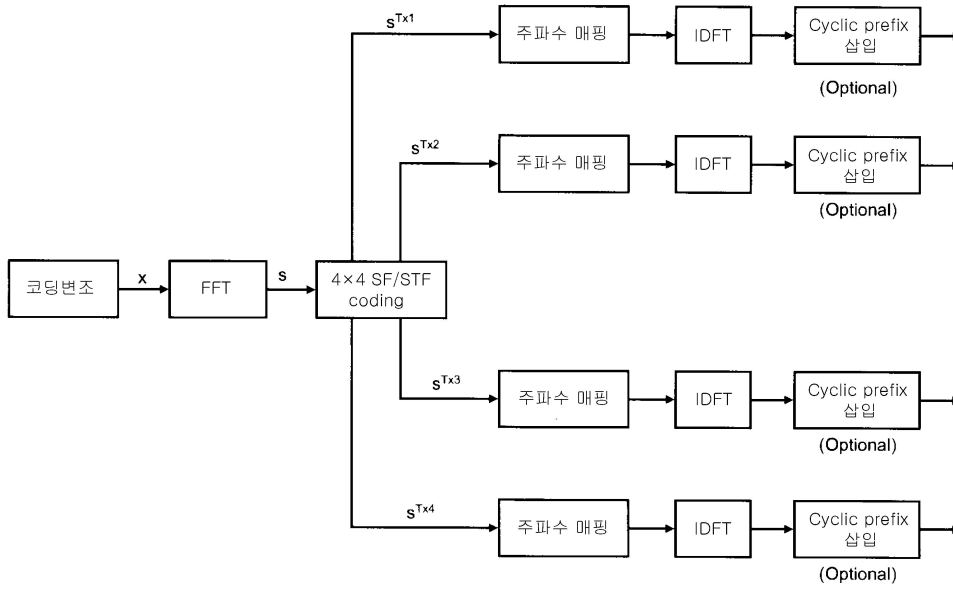 s^Tx1
주파수 매핑
IDFT
Cyclic prefix
삽입
(Optional)
s^Tx2
주파수 매핑
IDFT
Cyclic prefix
삽입
(Optional)
코딩변조
x
FFT
s
4×4 SF/STF
coding
s^Tx3
주파수 매핑
IDFT
Cyclic prefix
삽입
(Optional)
s^Tx4
주파수 매핑
IDFT
Cyclic prefix
삽입
(Optional)